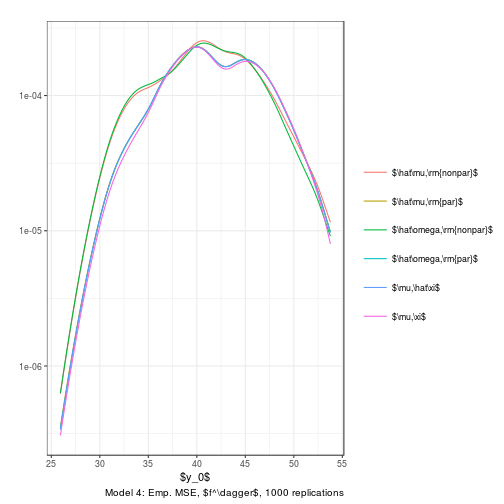 1e-04
1e-05
1e-06
25
30
35
40
45
50
55
$y_0$
Model 4: Emp. MSE, $f^\dagger$, 1000 replications
$\hat\mu,\rm{nonpar}$
$\hat\mu,\rm{par}$
$\hat\omega,\rm{nonpar}$
$\hat\omega,\rm{par}$
$\mu,\hat\xi$
$\mu,\xi$